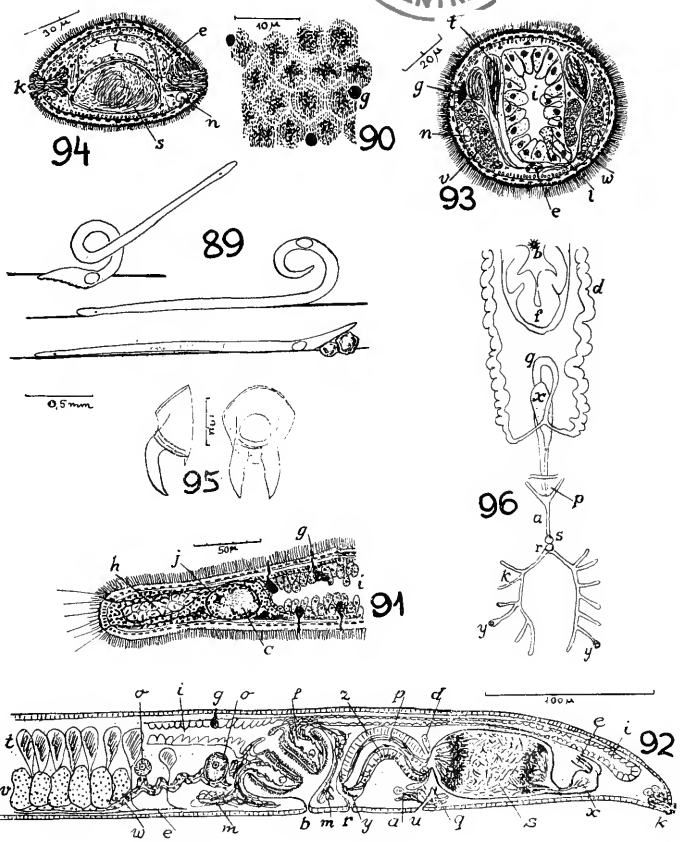 30 μ
i
e
k
n
s
94
10 μ
g
90
20 μ
t
g
n
i
v
w
l
e
93
89
0,5 mm
95
b
d
f
q
x
p
a
s
r
k
y
y
96
50 μ
h
j
g
i
c
91
100 μ
o
i
g
o
f
z
p
d
e
i
92
t
v
w
e
m
b
m
r
y
a
u
q
s
x
k